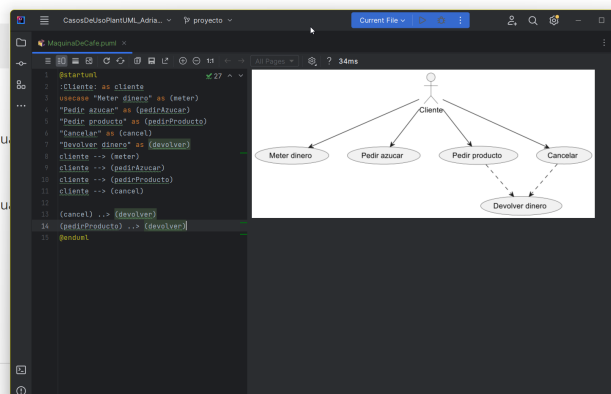 CasosDeUsoPlantUML_Adria...
proyecto
Current File
MaquinaDeCafe.puml
1:1
All Pages
?
34ms
27
1 @startuml
2 :Cliente: as cliente
3 usecase "Meter dinero" as (meter)
4 "Pedir azucar" as (pedirAzucar)
5 "Pedir producto" as (pedirProducto)
6 "Cancelar" as (cancel)
7 "Devolver dinero" as (devolver)
8 cliente --> (meter)
9 cliente --> (pedirAzucar)
10 cliente --> (pedirProducto)
11 cliente --> (cancel)
12
13 (cancel) ..> (devolver)
14 (pedirProducto) ..> (devolver)
15 @enduml
Cliente
Meter dinero
Pedir azucar
Pedir producto
Cancelar
Devolver dinero